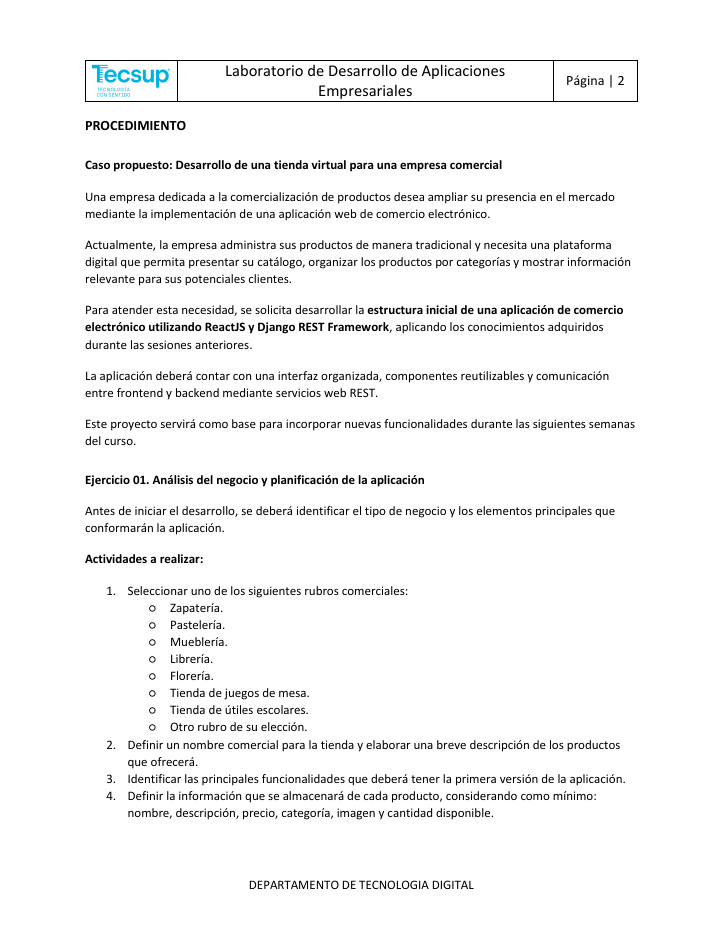 Tecsup
TECNOLOGÍA
CON SENTIDO
Laboratorio de Desarrollo de Aplicaciones
Empresariales
Página | 2
PROCEDIMIENTO
Caso propuesto: Desarrollo de una tienda virtual para una empresa comercial
Una empresa dedicada a la comercialización de productos desea ampliar su presencia en el mercado
mediante la implementación de una aplicación web de comercio electrónico.
Actualmente, la empresa administra sus productos de manera tradicional y necesita una plataforma
digital que permita presentar su catálogo, organizar los productos por categorías y mostrar información
relevante para sus potenciales clientes.
Para atender esta necesidad, se solicita desarrollar la estructura inicial de una aplicación de comercio
electrónico utilizando ReactJS y Django REST Framework, aplicando los conocimientos adquiridos
durante las sesiones anteriores.
La aplicación deberá contar con una interfaz organizada, componentes reutilizables y comunicación
entre frontend y backend mediante servicios web REST.
Este proyecto servirá como base para incorporar nuevas funcionalidades durante las siguientes semanas
del curso.
Ejercicio 01. Análisis del negocio y planificación de la aplicación
Antes de iniciar el desarrollo, se deberá identificar el tipo de negocio y los elementos principales que
conformarán la aplicación.
Actividades a realizar:
1. Seleccionar uno de los siguientes rubros comerciales:
○ Zapatería.
○ Pastelería.
○ Mueblería.
○ Librería.
○ Florería.
○ Tienda de juegos de mesa.
○ Tienda de útiles escolares.
○ Otro rubro de su elección.
2. Definir un nombre comercial para la tienda y elaborar una breve descripción de los productos
que ofrecerá.
3. Identificar las principales funcionalidades que deberá tener la primera versión de la aplicación.
4. Definir la información que se almacenará de cada producto, considerando como mínimo:
nombre, descripción, precio, categoría, imagen y cantidad disponible.
DEPARTAMENTO DE TECNOLOGIA DIGITAL